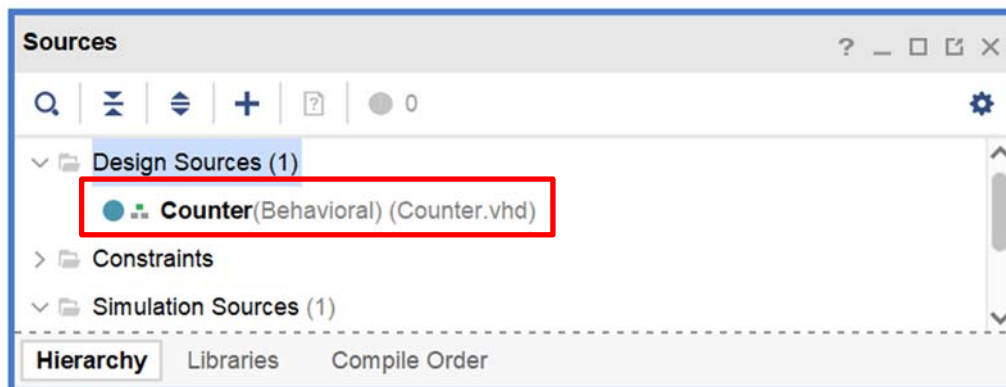 Sources
0
Design Sources (1)
Counter(Behavioral) (Counter.vhd)
Constraints
Simulation Sources (1)
Hierarchy Libraries Compile Order